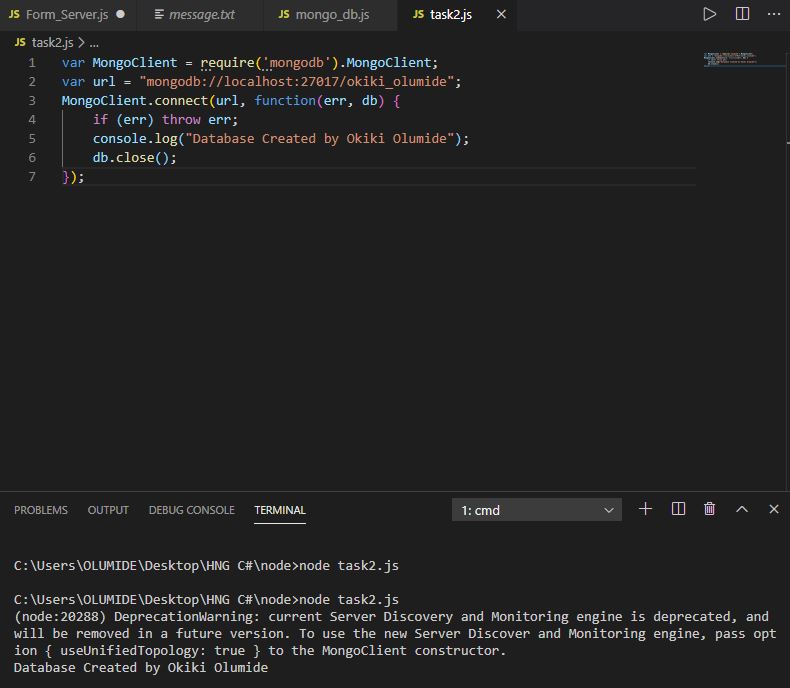 JS Form_Server.js
message.txt
JS mongo_db.js
JS task2.js
JS task2.js > ...
1 var MongoClient = require('mongodb').MongoClient;
2 var url = "mongodb://localhost:27017/okiki_olumide";
3 MongoClient.connect(url, function(err, db) {
4 if (err) throw err;
5 console.log("Database Created by Okiki Olumide");
6 db.close();
7 });
PROBLEMS OUTPUT DEBUG CONSOLE TERMINAL 1: cmd
C:\Users\OLUMIDE\Desktop\HNG C#\node>node task2.js
C:\Users\OLUMIDE\Desktop\HNG C#\node>node task2.js
(node:20288) DeprecationWarning: current Server Discovery and Monitoring engine is deprecated, and
will be removed in a future version. To use the new Server Discover and Monitoring engine, pass opt
ion { useUnifiedTopology: true } to the MongoClient constructor.
Database Created by Okiki Olumide